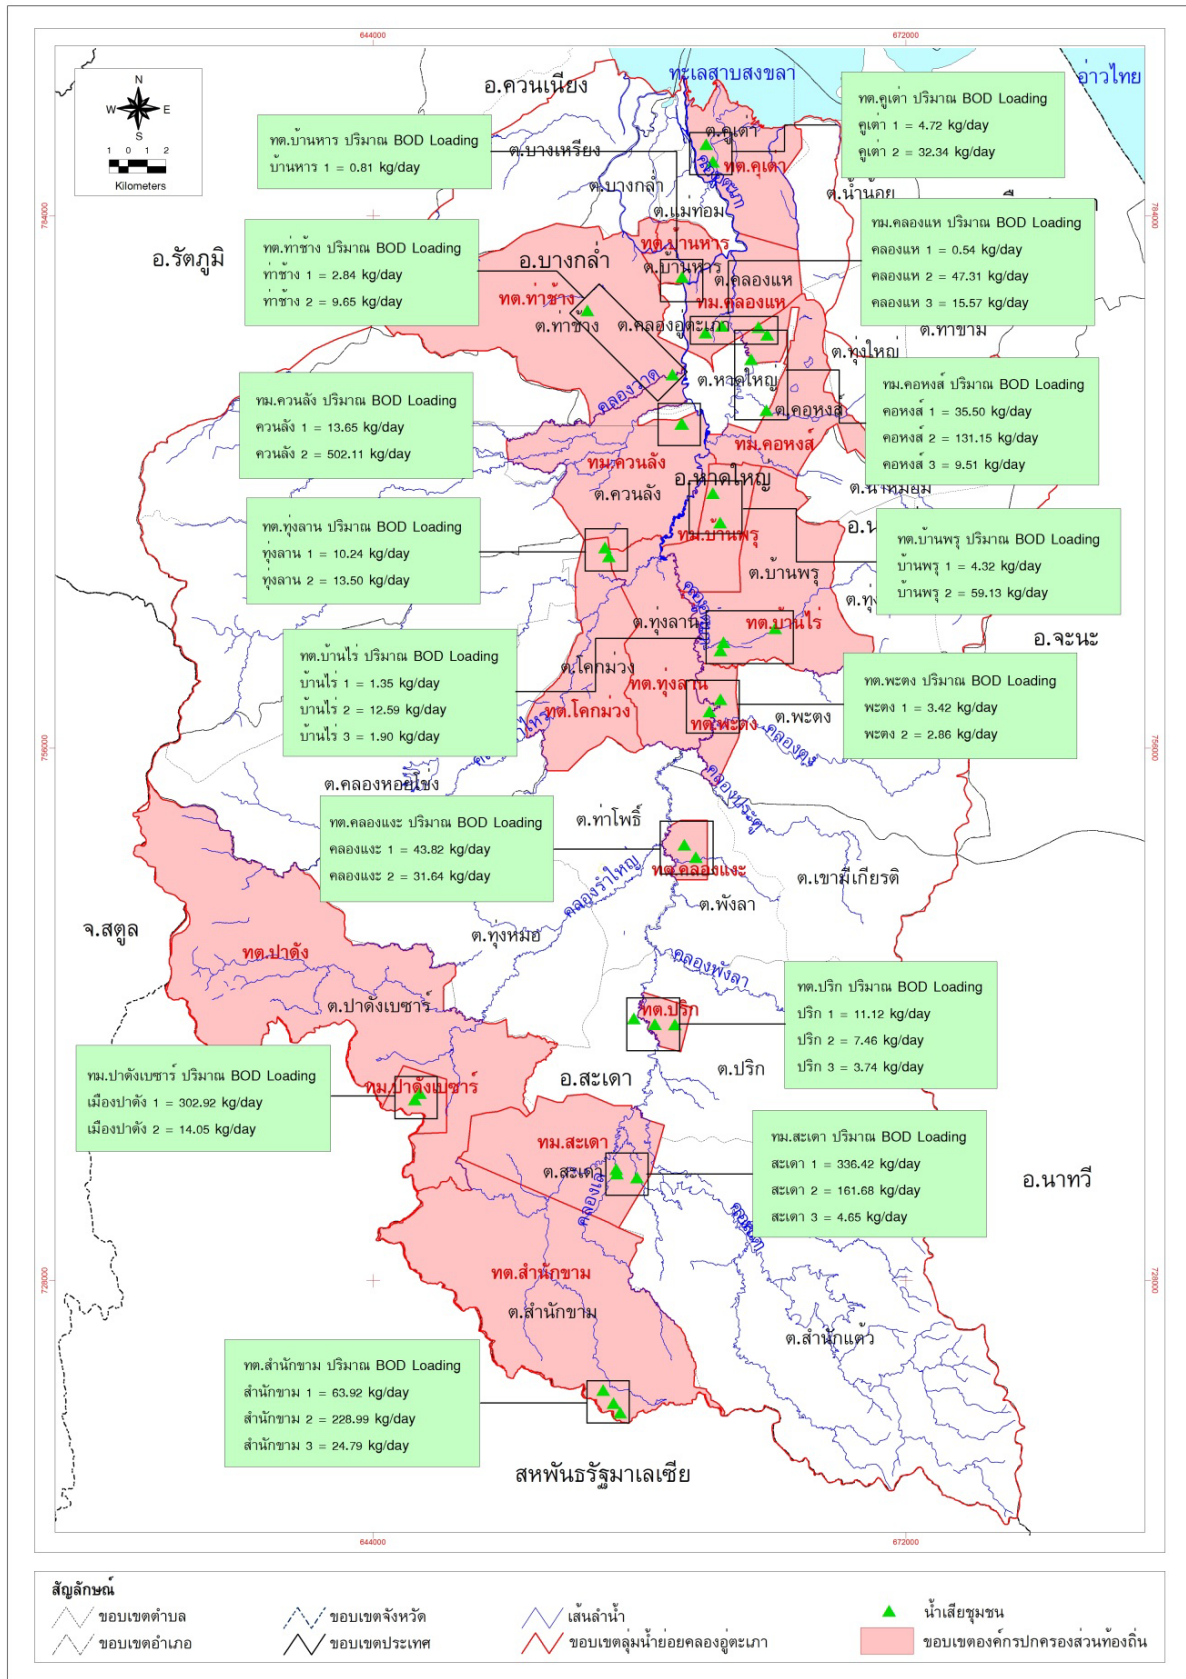 644000
672000
ทะเลสาบสงขลา
อ่าวไทย
อ.ควนเนียง
N
W E
S
1 0 1 2
Kilometers
ทต.คูเต่า ปริมาณ BOD Loading
คูเต่า 1 = 4.72 kg/day
คูเต่า 2 = 32.34 kg/day
ทต.บ้านหาร ปริมาณ BOD Loading
บ้านหาร 1 = 0.81 kg/day
ต.คูเต่า
ทต.คูเต่า
ต.บางเหรียง
ต.บางกล่ำ
ต.แม่ทอม
ต.น้ำน้อย
784000
784000
ทม.คลองแห ปริมาณ BOD Loading
คลองแห 1 = 0.54 kg/day
คลองแห 2 = 47.31 kg/day
คลองแห 3 = 15.57 kg/day
ทต.ท่าช้าง ปริมาณ BOD Loading
ท่าช้าง 1 = 2.84 kg/day
ท่าช้าง 2 = 9.65 kg/day
อ.รัตภูมิ
อ.บางกล่ำ
ทต.บ้านหาร
ต.บ้านหาร
ต.คลองแห
ทม.คลองแห
ทต.ท่าช้าง
ต.ท่าช้าง
ต.คลองอู่ตะเภา
ต.ท่าข้าม
ต.ทุ่งใหญ่
ต.หาดใหญ่
ต.คอหงส์
ทม.คอหงส์
คลองวาด
ทม.คอหงส์ ปริมาณ BOD Loading
คอหงส์ 1 = 35.50 kg/day
คอหงส์ 2 = 131.15 kg/day
คอหงส์ 3 = 9.51 kg/day
ทม.ควนลัง ปริมาณ BOD Loading
ควนลัง 1 = 13.65 kg/day
ควนลัง 2 = 502.11 kg/day
ทม.ควนลัง
ต.ควนลัง
อ.หาดใหญ่
ต.น้ำหม่อม
ทต.ทุ่งลาน ปริมาณ BOD Loading
ทุ่งลาน 1 = 10.24 kg/day
ทุ่งลาน 2 = 13.50 kg/day
ทม.บ้านพรุ
ต.บ้านพรุ
ทต.บ้านพรุ ปริมาณ BOD Loading
บ้านพรุ 1 = 4.32 kg/day
บ้านพรุ 2 = 59.13 kg/day
อ.จะนะ
ทต.บ้านไร่ ปริมาณ BOD Loading
บ้านไร่ 1 = 1.35 kg/day
บ้านไร่ 2 = 12.59 kg/day
บ้านไร่ 3 = 1.90 kg/day
ต.ทุ่งลาน
ทต.บ้านไร่
ต.โคกม่วง
ทต.ทุ่งลาน
ทต.โคกม่วง
ทต.พะตง
ต.พะตง
คลองตง
ทต.พะตง ปริมาณ BOD Loading
พะตง 1 = 3.42 kg/day
พะตง 2 = 2.86 kg/day
756000
756000
ต.คลองหอยโข่ง
คลองประตู
ต.ท่าโพธิ์
ทต.คลองแงะ ปริมาณ BOD Loading
คลองแงะ 1 = 43.82 kg/day
คลองแงะ 2 = 31.64 kg/day
ทต.คลองแงะ
คลองรำใหญ่
ต.เขามีเกียรติ
ต.พังลา
จ.สตูล
ต.ทุ่งหมอ
ทต.ปาดัง
คลองพังลา
ต.ปาดังเบซาร์
ทต.ปริก
ทต.ปริก ปริมาณ BOD Loading
ปริก 1 = 11.12 kg/day
ปริก 2 = 7.46 kg/day
ปริก 3 = 3.74 kg/day
ต.ปริก
อ.สะเดา
ทม.ปาดังเบซาร์ ปริมาณ BOD Loading
เมืองปาดัง 1 = 302.92 kg/day
เมืองปาดัง 2 = 14.05 kg/day
ทม.ปาดังเบซาร์
ทม.สะเดา
ต.สะเดา
คลองเล
ทม.สะเดา ปริมาณ BOD Loading
สะเดา 1 = 336.42 kg/day
สะเดา 2 = 161.68 kg/day
สะเดา 3 = 4.65 kg/day
อ.นาทวี
ทต.สำนักขาม
ต.สำนักขาม
728000
728000
ต.สำนักแต้ว
ทต.สำนักขาม ปริมาณ BOD Loading
สำนักขาม 1 = 63.92 kg/day
สำนักขาม 2 = 228.99 kg/day
สำนักขาม 3 = 24.79 kg/day
สหพันธรัฐมาเลเซีย
644000
672000
สัญลักษณ์
ขอบเขตตำบล
ขอบเขตจังหวัด
เส้นลำน้ำ
น้ำเสียชุมชน
ขอบเขตอำเภอ
ขอบเขตประเทศ
ขอบเขตลุ่มน้ำย่อยคลองอู่ตะเภา
ขอบเขตองค์กรปกครองส่วนท้องถิ่น